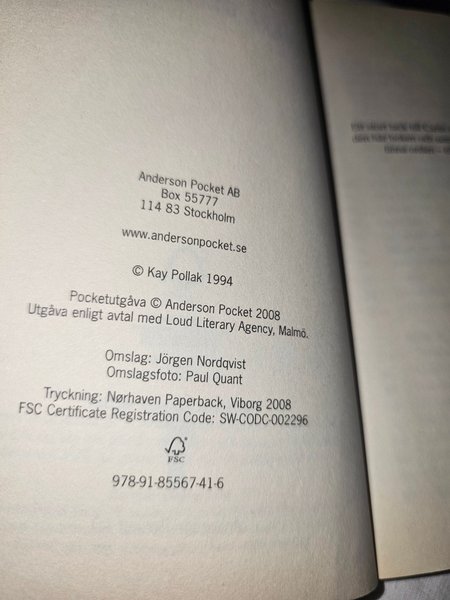 Anderson Pocket AB
Box 55777
114 83 Stockholm
www.andersonpocket.se
© Kay Pollak 1994
Pocketutgåva © Anderson Pocket 2008
Utgåva enligt avtal med Loud Literary Agency, Malmö.
Omslag: Jörgen Nordqvist
Omslagsfoto: Paul Quant
Tryckning: Nørhaven Paperback, Viborg 2008
FSC Certificate Registration Code: SW-CODC-002296
FSC
978-91-85567-41-6